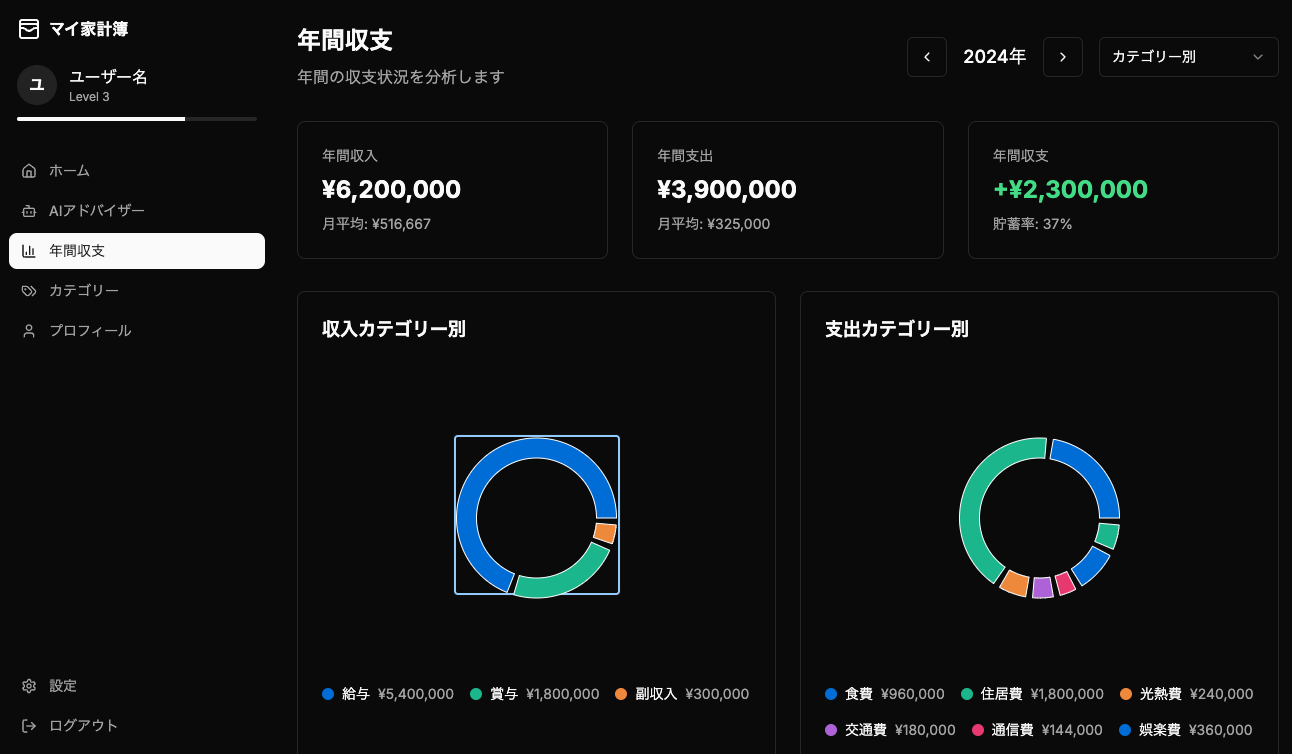 マイ家計簿
ユ
ユーザー名
Level 3
ホーム
AIアドバイザー
年間収支
カテゴリー
プロフィール
設定
ログアウト
年間収支
年間の収支状況を分析します
2024年
カテゴリー別
年間収入
¥6,200,000
月平均: ¥516,667
年間支出
¥3,900,000
月平均: ¥325,000
年間収支
+¥2,300,000
貯蓄率: 37%
収入カテゴリー別
給与 ¥5,400,000 賞与 ¥1,800,000 副収入 ¥300,000
支出カテゴリー別
食費 ¥960,000 住居費 ¥1,800,000 光熱費 ¥240,000
交通費 ¥180,000 通信費 ¥144,000 娯楽費 ¥360,000